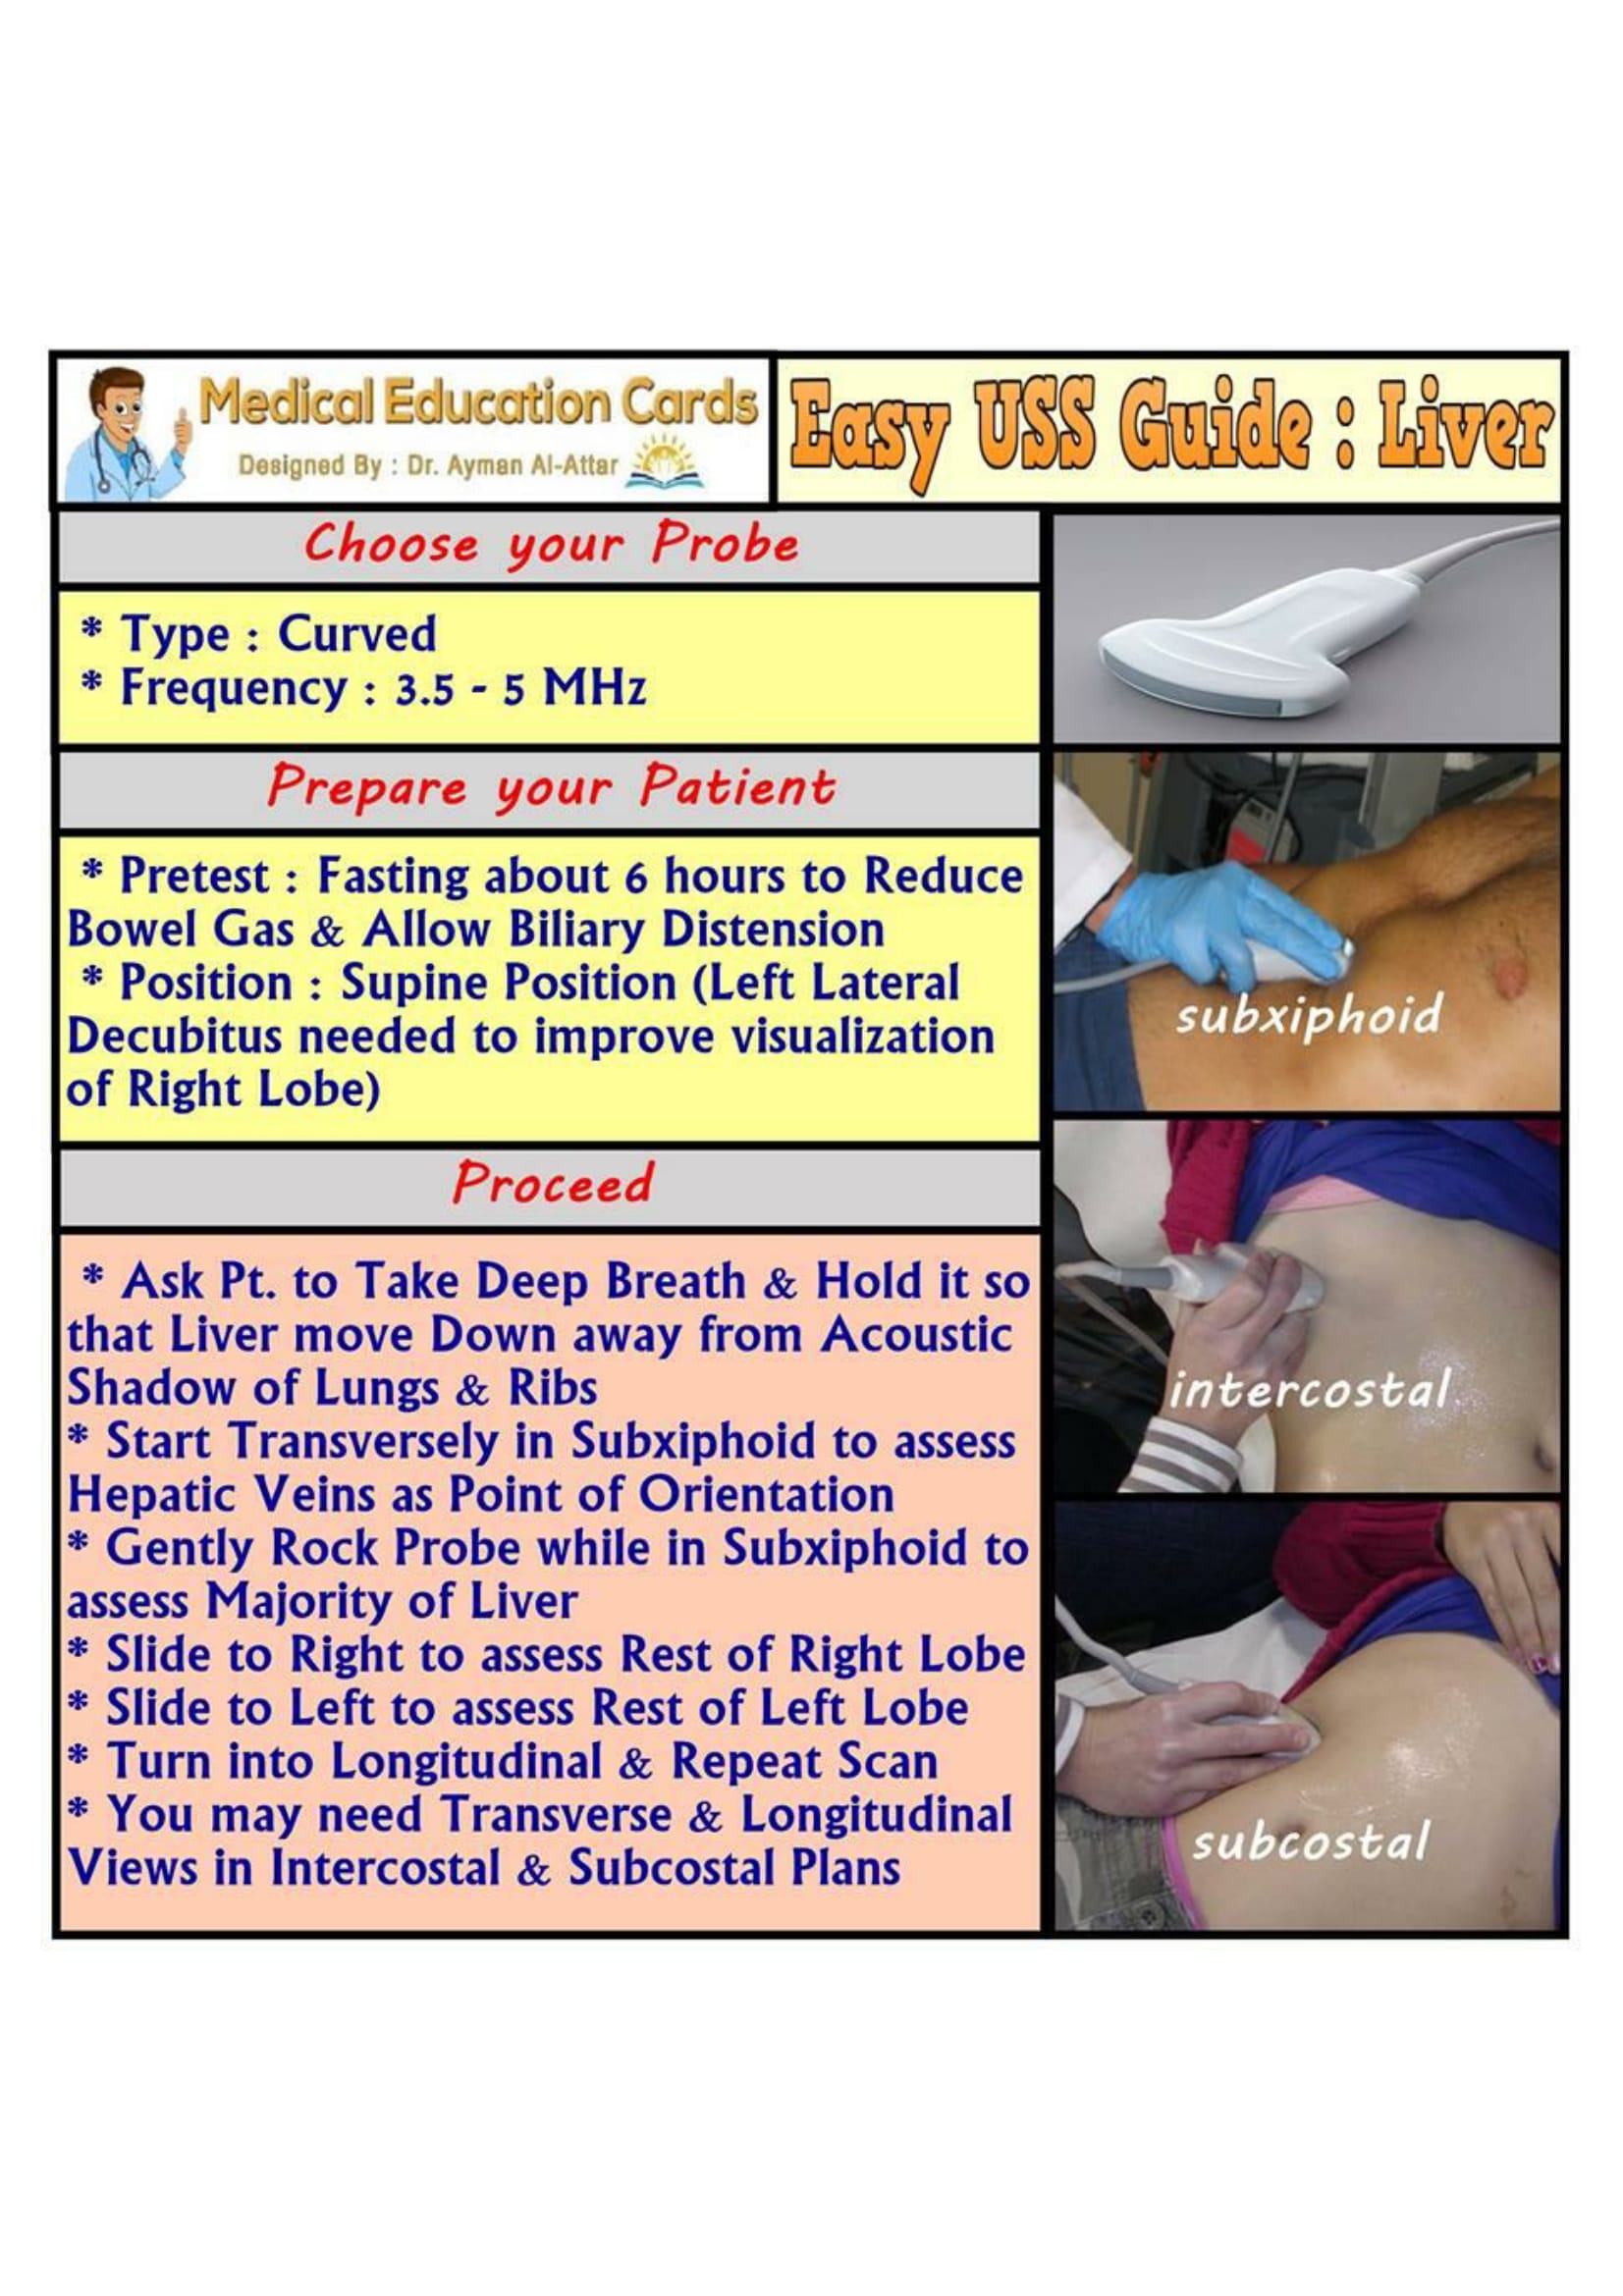 Medical Education Cards
Designed By : Dr. Ayman Al-Attar
Easy USS Guide : Liver
Choose your Probe
* Type : Curved
* Frequency : 3.5 - 5 MHz
Prepare your Patient
* Pretest : Fasting about 6 hours to Reduce
Bowel Gas & Allow Biliary Distension
* Position : Supine Position (Left Lateral
Decubitus needed to improve visualization
of Right Lobe)
subxiphoid
Proceed
* Ask Pt. to Take Deep Breath & Hold it so
that Liver move Down away from Acoustic
Shadow of Lungs & Ribs
* Start Transversely in Subxiphoid to assess
Hepatic Veins as Point of Orientation
* Gently Rock Probe while in Subxiphoid to
assess Majority of Liver
* Slide to Right to assess Rest of Right Lobe
* Slide to Left to assess Rest of Left Lobe
* Turn into Longitudinal & Repeat Scan
* You may need Transverse & Longitudinal
Views in Intercostal & Subcostal Plans
intercostal
subcostal